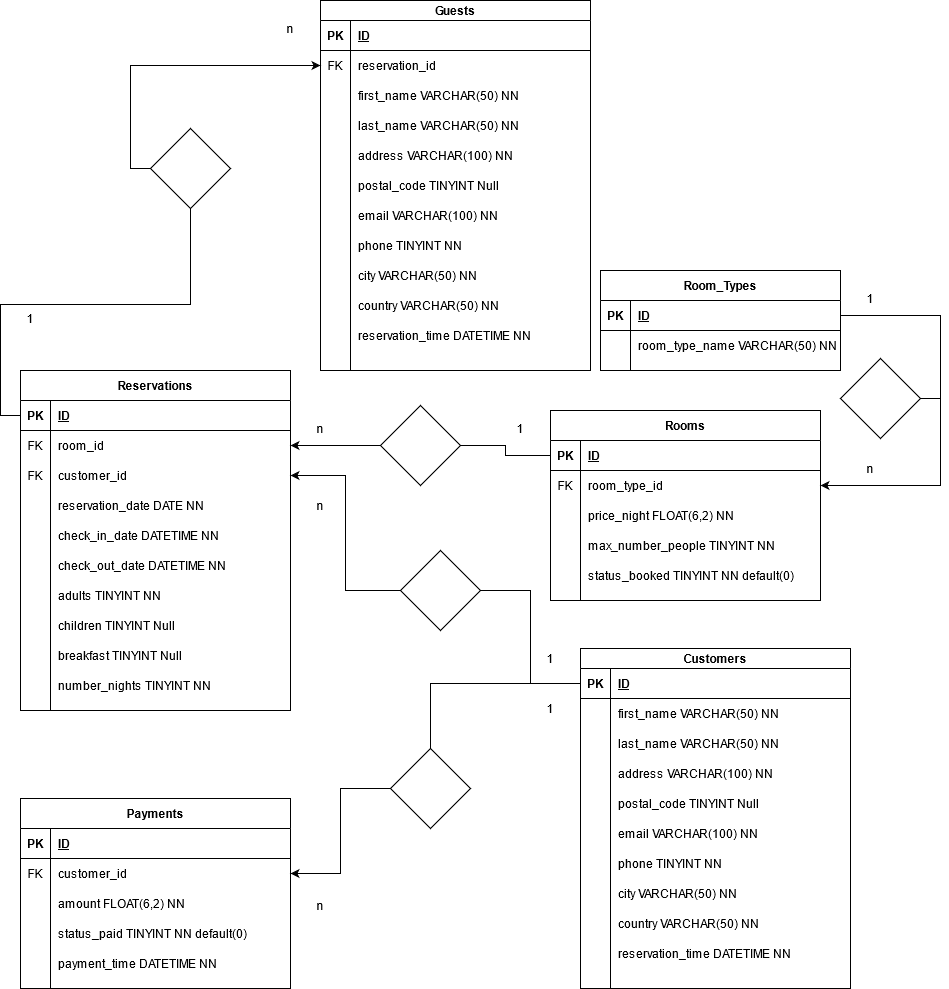 Guests
n
PK ID
FK reservation_id
first_name VARCHAR(50) NN
last_name VARCHAR(50) NN
address VARCHAR(100) NN
postal_code TINYINT Null
email VARCHAR(100) NN
phone TINYINT NN
city VARCHAR(50) NN
country VARCHAR(50) NN
reservation_time DATETIME NN
1
Room_Types
PK ID
room_type_name VARCHAR(50) NN
1
n
Reservations
PK ID
FK room_id
FK customer_id
reservation_date DATE NN
check_in_date DATETIME NN
check_out_date DATETIME NN
adults TINYINT NN
children TINYINT Null
breakfast TINYINT Null
number_nights TINYINT NN
n
1
n
Rooms
PK ID
FK room_type_id
price_night FLOAT(6,2) NN
max_number_people TINYINT NN
status_booked TINYINT NN default(0)
1
1
Customers
PK ID
first_name VARCHAR(50) NN
last_name VARCHAR(50) NN
address VARCHAR(100) NN
postal_code TINYINT Null
email VARCHAR(100) NN
phone TINYINT NN
city VARCHAR(50) NN
country VARCHAR(50) NN
reservation_time DATETIME NN
Payments
PK ID
FK customer_id
amount FLOAT(6,2) NN
status_paid TINYINT NN default(0)
payment_time DATETIME NN
n